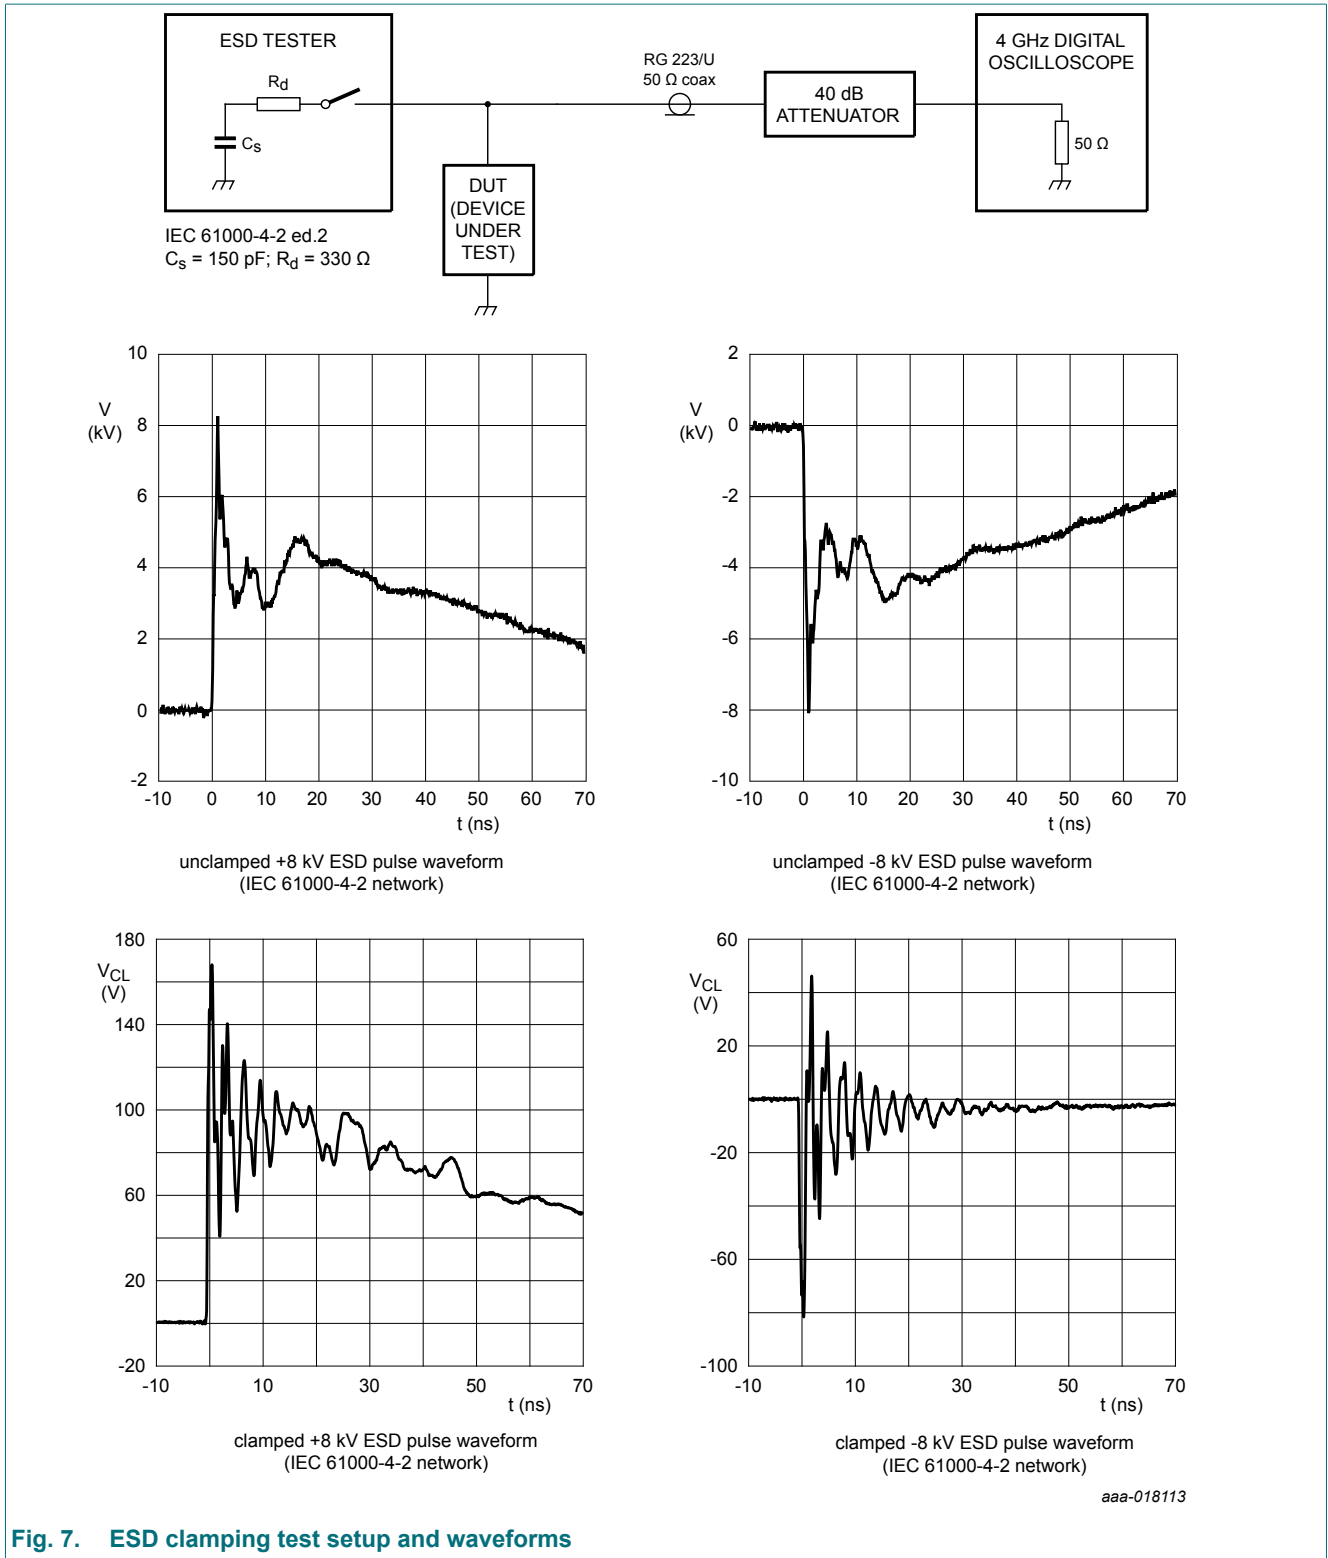 ESD TESTER
Rd
Cs
IEC 61000-4-2 ed.2
Cs = 150 pF; Rd = 330 Ω
DUT
(DEVICE
UNDER
TEST)
RG 223/U
50 Ω coax
40 dB
ATTENUATOR
4 GHz DIGITAL
OSCILLOSCOPE
50 Ω
V
(kV)
10
8
6
4
2
0
-2
-10 0 10 20 30 40 50 60 70
t (ns)
unclamped +8 kV ESD pulse waveform
(IEC 61000-4-2 network)
V
(kV)
2
0
-2
-4
-6
-8
-10
-10 0 10 20 30 40 50 60 70
t (ns)
unclamped -8 kV ESD pulse waveform
(IEC 61000-4-2 network)
VCL
(V)
180
140
100
60
20
-20
-10 10 30 50 70
t (ns)
clamped +8 kV ESD pulse waveform
(IEC 61000-4-2 network)
VCL
(V)
60
20
-20
-60
-100
-10 10 30 50 70
t (ns)
clamped -8 kV ESD pulse waveform
(IEC 61000-4-2 network)
aaa-018113
Fig. 7. ESD clamping test setup and waveforms